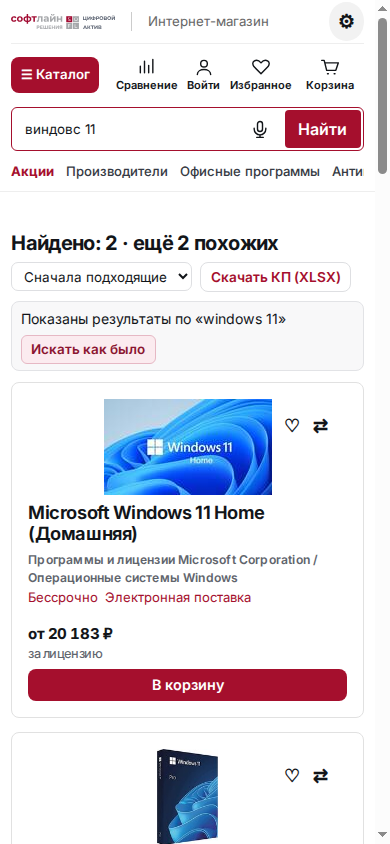 софтлайн
РЕШЕНИЯ
ЦИФРОВОЙ
АКТИВ
Интернет-магазин
Каталог
Сравнение
Войти
Избранное
Корзина
виндовс 11
Найти
Акции
Производители
Офисные программы
Анти
Найдено: 2 · ещё 2 похожих
Сначала подходящие
Скачать КП (XLSX)
Показаны результаты по «windows 11»
Искать как было
Windows 11
Home
Microsoft Windows 11 Home
(Домашняя)
Программы и лицензии Microsoft Corporation /
Операционные системы Windows
Бессрочно Электронная поставка
от 20 183 ₽
за лицензию
В корзину
Windows 11
Pro